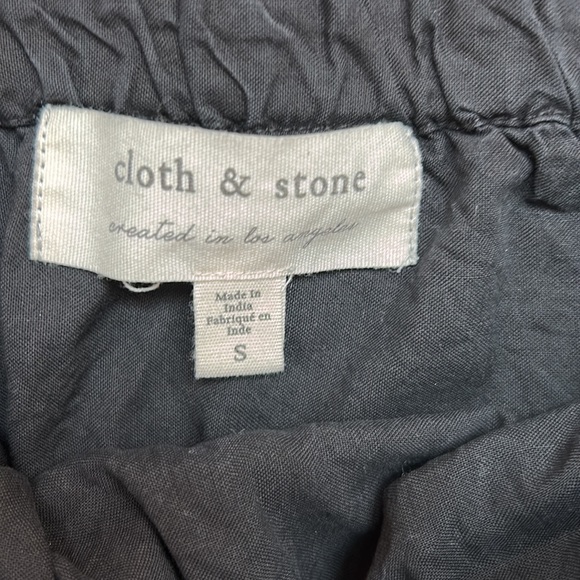 cloth & stone
created in los angeles
Made In
India
Fabriqué en
Inde
S